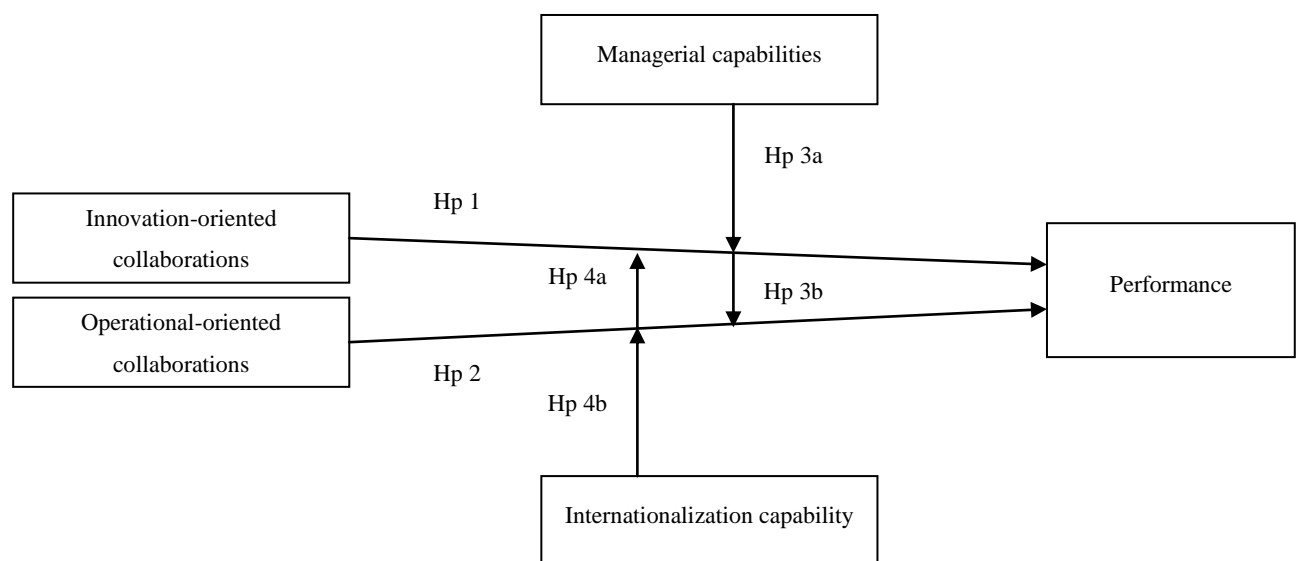 Managerial capabilities
Hp 3a
Hp 1
Innovation-oriented
collaborations
Hp 4a
Hp 3b
Performance
Operational-oriented
collaborations
Hp 2
Hp 4b
Internationalization capability